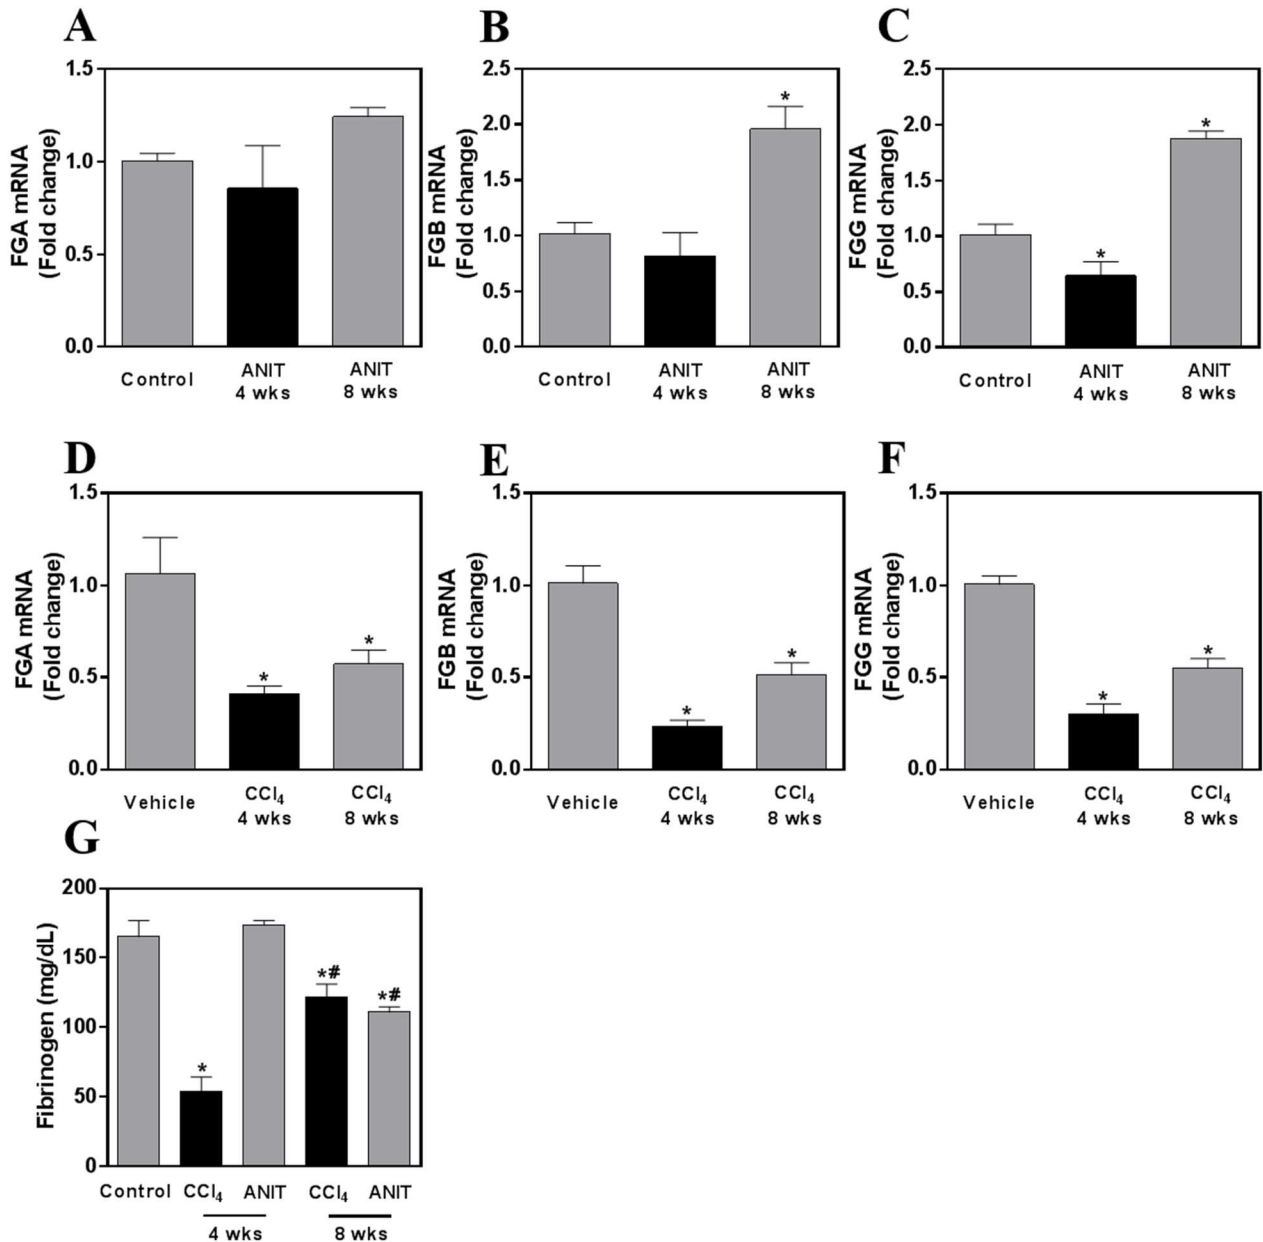 A
FGA mRNA
(Fold change)
1.5
1.0
0.5
0.0
Control
ANIT
4 wks
ANIT
8 wks
B
FGB mRNA
(Fold change)
2.5
2.0
1.5
1.0
0.5
0.0
*
Control
ANIT
4 wks
ANIT
8 wks
C
FGG mRNA
(Fold change)
2.5
2.0
1.5
1.0
0.5
0.0
*
*
Control
ANIT
4 wks
ANIT
8 wks
D
FGA mRNA
(Fold change)
1.5
1.0
0.5
0.0
*
*
Vehicle
CCl₄
4 wks
CCl₄
8 wks
E
FGB mRNA
(Fold change)
1.5
1.0
0.5
0.0
*
*
Vehicle
CCl₄
4 wks
CCl₄
8 wks
F
FGG mRNA
(Fold change)
1.5
1.0
0.5
0.0
*
*
Vehicle
CCl₄
4 wks
CCl₄
8 wks
G
Fibrinogen (mg/dL)
200
150
100
50
0
*
*#
*#
Control CCl₄ ANIT CCl₄ ANIT
4 wks 8 wks